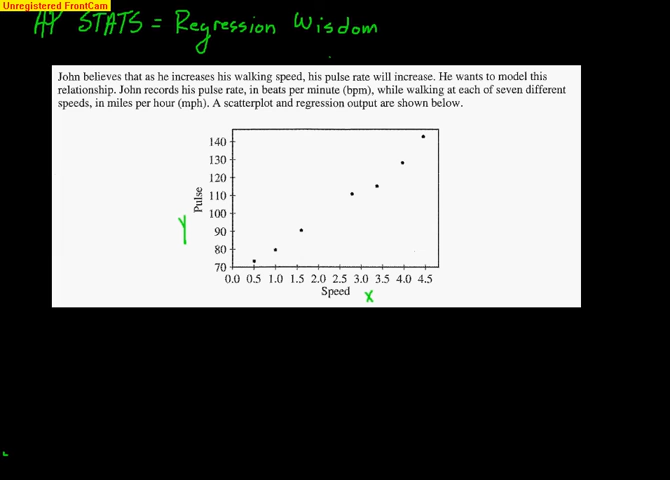 Unregistered FrontCam
AP STATS = Regression Wisdom
John believes that as he increases his walking speed, his pulse rate will increase. He wants to model this
relationship. John records his pulse rate, in beats per minute (bpm), while walking at each of seven different
speeds, in miles per hour (mph). A scatterplot and regression output are shown below.
140
130
120
110
100
90
80
70
Pulse
Y
0.0 0.5 1.0 1.5 2.0 2.5 3.0 3.5 4.0 4.5
Speed
X